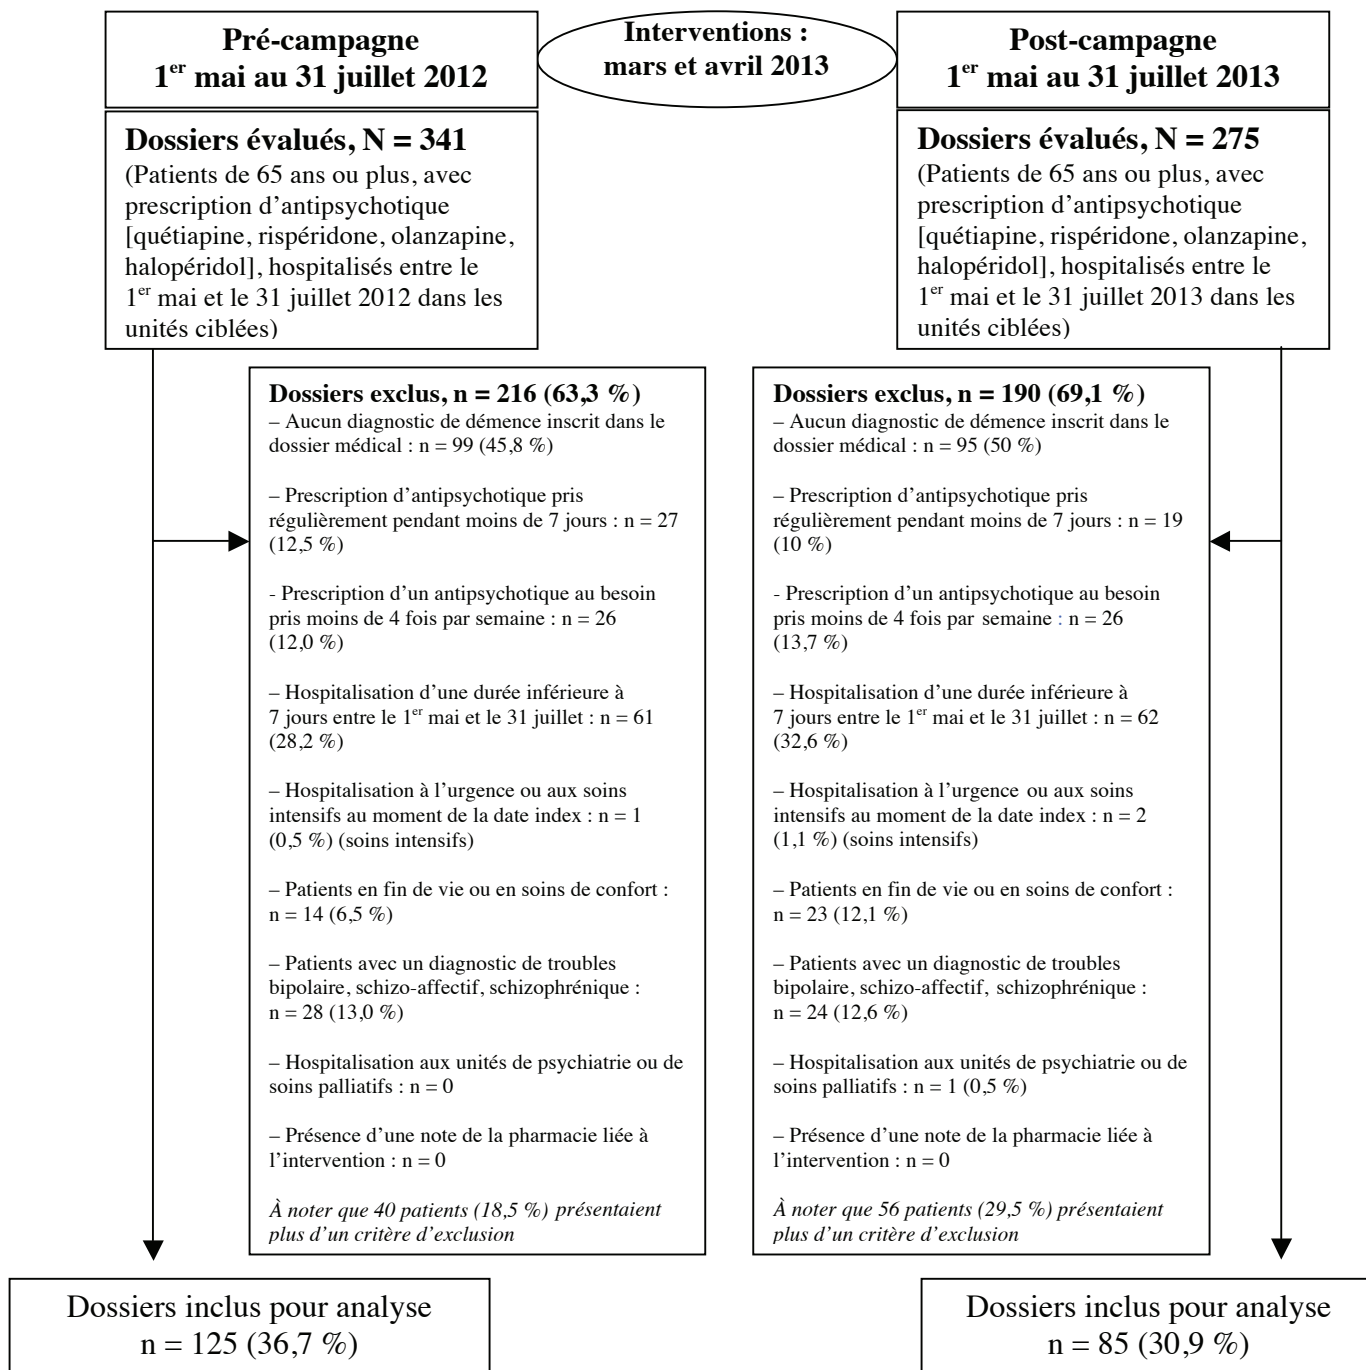 Pré-campagne
1er mai au 31 juillet 2012
Interventions :
mars et avril 2013
Post-campagne
1er mai au 31 juillet 2013
Dossiers évalués, N = 341
(Patients de 65 ans ou plus, avec
prescription d’antipsychotique
[quétiapine, rispéridone, olanzapine,
halopéridol], hospitalisés entre le
1er mai et le 31 juillet 2012 dans les
unités ciblées)
Dossiers évalués, N = 275
(Patients de 65 ans ou plus, avec
prescription d’antipsychotique
[quétiapine, rispéridone, olanzapine,
halopéridol], hospitalisés entre le
1er mai et le 31 juillet 2013 dans les
unités ciblées)
Dossiers exclus, n = 216 (63,3 %)
– Aucun diagnostic de démence inscrit dans le
dossier médical : n = 99 (45,8 %)
– Prescription d’antipsychotique pris
régulièrement pendant moins de 7 jours : n = 27
(12,5 %)
- Prescription d’un antipsychotique au besoin
pris moins de 4 fois par semaine : n = 26
(12,0 %)
– Hospitalisation d’une durée inférieure à
7 jours entre le 1er mai et le 31 juillet : n = 61
(28,2 %)
– Hospitalisation à l’urgence ou aux soins
intensifs au moment de la date index : n = 1
(0,5 %) (soins intensifs)
– Patients en fin de vie ou en soins de confort :
n = 14 (6,5 %)
– Patients avec un diagnostic de troubles
bipolaire, schizo-affectif, schizophrénique :
n = 28 (13,0 %)
– Hospitalisation aux unités de psychiatrie ou de
soins palliatifs : n = 0
– Présence d’une note de la pharmacie liée à
l’intervention : n = 0
À noter que 40 patients (18,5 %) présentaient
plus d’un critère d’exclusion
Dossiers exclus, n = 190 (69,1 %)
– Aucun diagnostic de démence inscrit dans le
dossier médical : n = 95 (50 %)
– Prescription d’antipsychotique pris
régulièrement pendant moins de 7 jours : n = 19
(10 %)
- Prescription d’un antipsychotique au besoin
pris moins de 4 fois par semaine : n = 26
(13,7 %)
– Hospitalisation d’une durée inférieure à
7 jours entre le 1er mai et le 31 juillet : n = 62
(32,6 %)
– Hospitalisation à l’urgence ou aux soins
intensifs au moment de la date index : n = 2
(1,1 %) (soins intensifs)
– Patients en fin de vie ou en soins de confort :
n = 23 (12,1 %)
– Patients avec un diagnostic de troubles
bipolaire, schizo-affectif, schizophrénique :
n = 24 (12,6 %)
– Hospitalisation aux unités de psychiatrie ou de
soins palliatifs : n = 1 (0,5 %)
– Présence d’une note de la pharmacie liée à
l’intervention : n = 0
À noter que 56 patients (29,5 %) présentaient
plus d’un critère d’exclusion
Dossiers inclus pour analyse
n = 125 (36,7 %)
Dossiers inclus pour analyse
n = 85 (30,9 %)